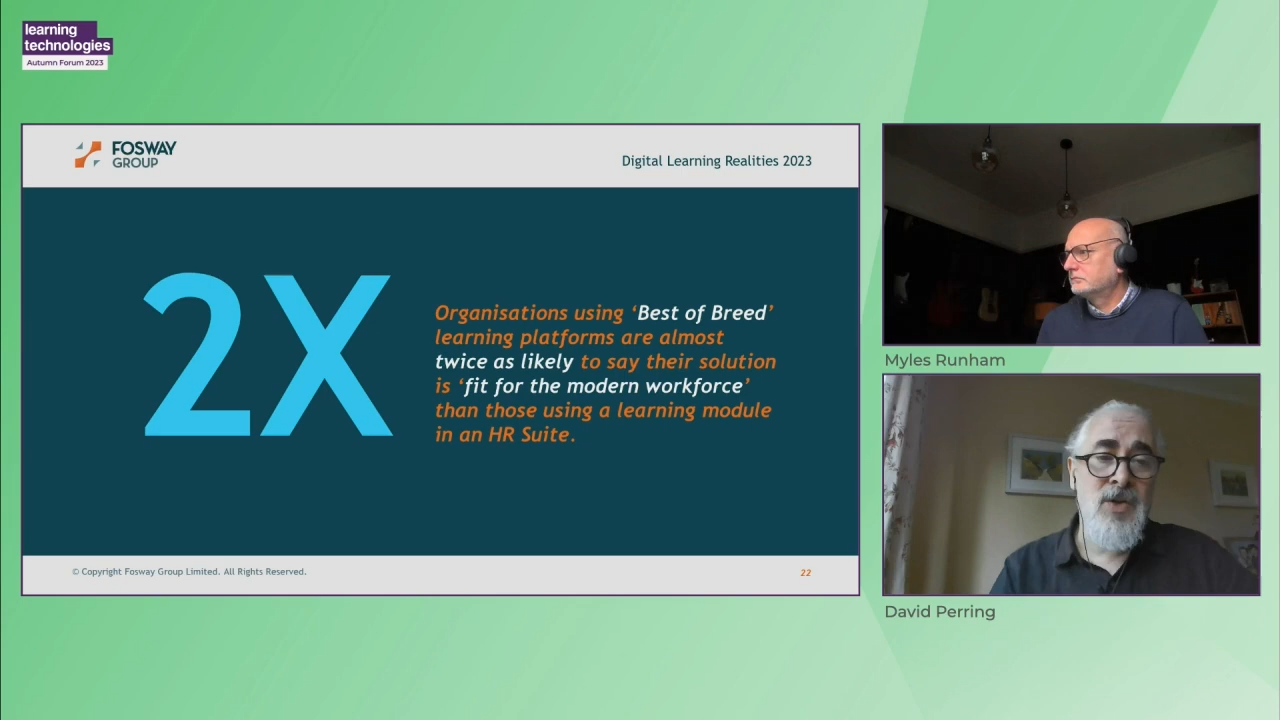 learning
technologies
Autumn Forum 2023
FOSWAY
GROUP
Digital Learning Realities 2023
2X
Organisations using ‘Best of Breed’
learning platforms are almost
twice as likely to say their solution
is ‘fit for the modern workforce’
than those using a learning module
in an HR Suite.
© Copyright Fosway Group Limited. All Rights Reserved.
22
Myles Runham
David Perring